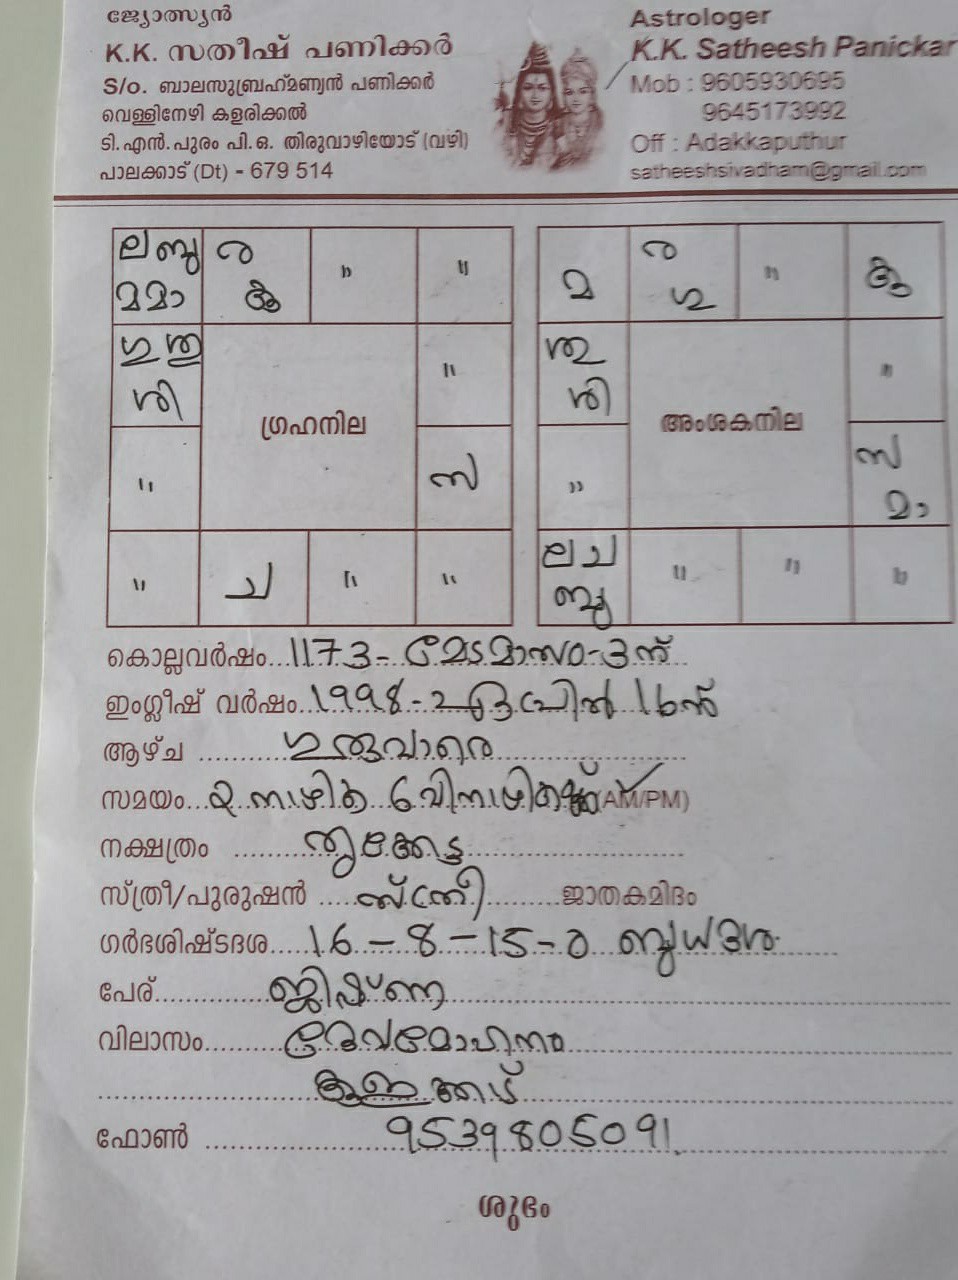 ജ്യോത്സ്യൻ
K.K. സതീഷ് പണിക്കർ
S/o. ബാലസുബ്രഹ്മണ്യൻ പണിക്കർ
വെള്ളിനേഴി കളരിക്കൽ
ടി.എൻ.പുരം പി.ഒ. തിരുവാഴിയോട് (വഴി)
പാലക്കാട് (Dt) - 679 514
Astrologer
K.K. Satheesh Panickar
Mob : 9605930695
9645173992
Off : Adakkaputhur
satheeshsivadham@gmail.com
ല ബു ര " "
മ മാ
ഗു
ശി "
ഗ്രഹനില
" സ
" ച " "
മ ര "
"
ശി
അംശകനില
" സ
മാ
ല ച " " "
ബു
കൊല്ലവർഷം...1173 - മേടമാസം - 3ന്
ഇംഗ്ലീഷ് വർഷം...1998 - ഏപ്രിൽ 16ന്
ആഴ്ച ..........ഗുരുവാരെ
സമയം...2 നാഴിക 6 വിനാഴികക്ക് (AM/PM)
നക്ഷത്രം ........തൃക്കേട്ട
സ്ത്രീ/പുരുഷൻ .....സ്ത്രീ.........ജാതകമിദം
ഗർഭശിഷ്ടദശ....16 - 8 - 15 - 0 ബുധദശ
പേര്............ജിഷ്ണ
വിലാസം.........ദേവമോഹനം
ഫോൺ ..................9539805091
ശുഭം